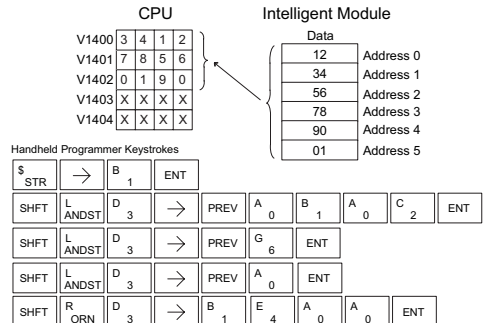 CPU Intelligent Module
Data
V1400 3 4 1 2
V1401 7 8 5 6
V1402 0 1 9 0
V1403 X X X X
V1404 X X X X
12 Address 0
34 Address 1
56 Address 2
78 Address 3
90 Address 4
01 Address 5
Handheld Programmer Keystrokes
$ STR → B 1 ENT
SHFT L ANDST D 3 → PREV A 0 B 1 A 0 C 2 ENT
SHFT L ANDST D 3 → PREV G 6 ENT
SHFT L ANDST D 3 → PREV A 0 ENT
SHFT R ORN D 3 → B 1 E 4 A 0 A 0 ENT